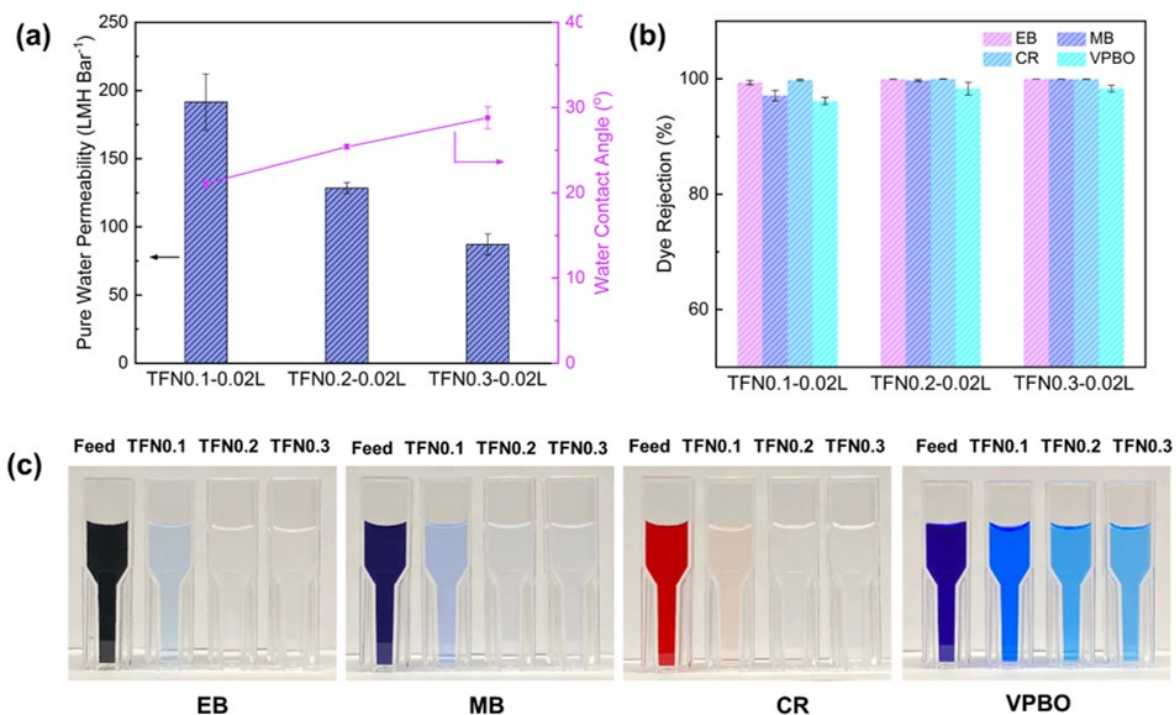 (a)
Pure Water Permeability (LMH Bar⁻¹)
250
200
150
100
50
0
TFN0.1-0.02L
TFN0.2-0.02L
TFN0.3-0.02L
40
30
20
10
0
Water Contact Angle (°)
(b)
Dye Rejection (%)
100
80
60
EB
MB
CR
VPBO
TFN0.1-0.02L
TFN0.2-0.02L
TFN0.3-0.02L
(c)
Feed TFN0.1 TFN0.2 TFN0.3
EB
Feed TFN0.1 TFN0.2 TFN0.3
MB
Feed TFN0.1 TFN0.2 TFN0.3
CR
Feed TFN0.1 TFN0.2 TFN0.3
VPBO